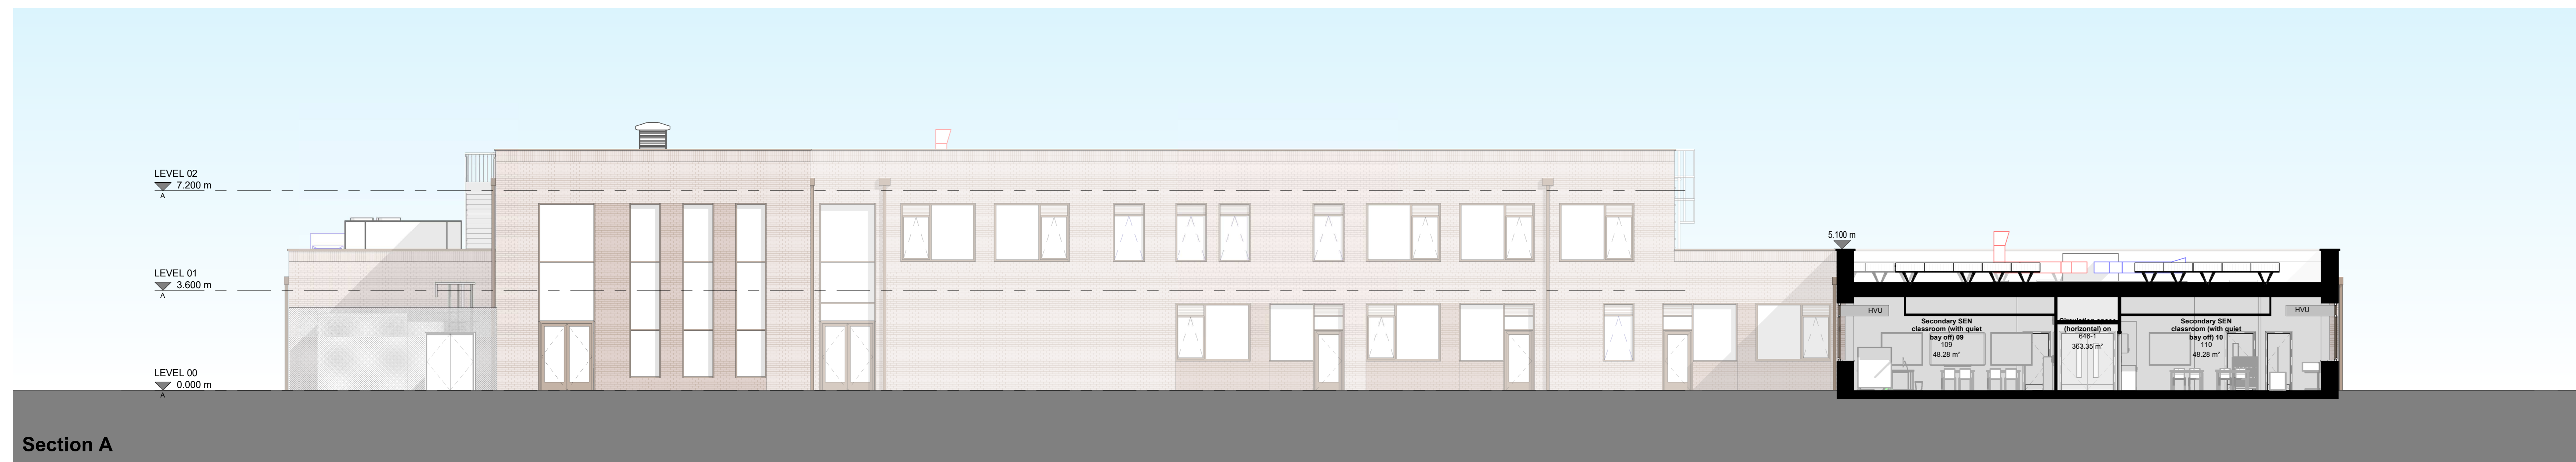 LEVEL 02
7.200 m
A
LEVEL 01
3.600 m
A
LEVEL 00
0.000 m
A
5.100 m
HVU
Secondary SEN
classroom (with quiet
bay off) 09
109
48.28 m²
(horizontal) on
646-1
363.35 m²
Secondary SEN
classroom (with quiet
bay off) 10
110
48.28 m²
HVU
Section A